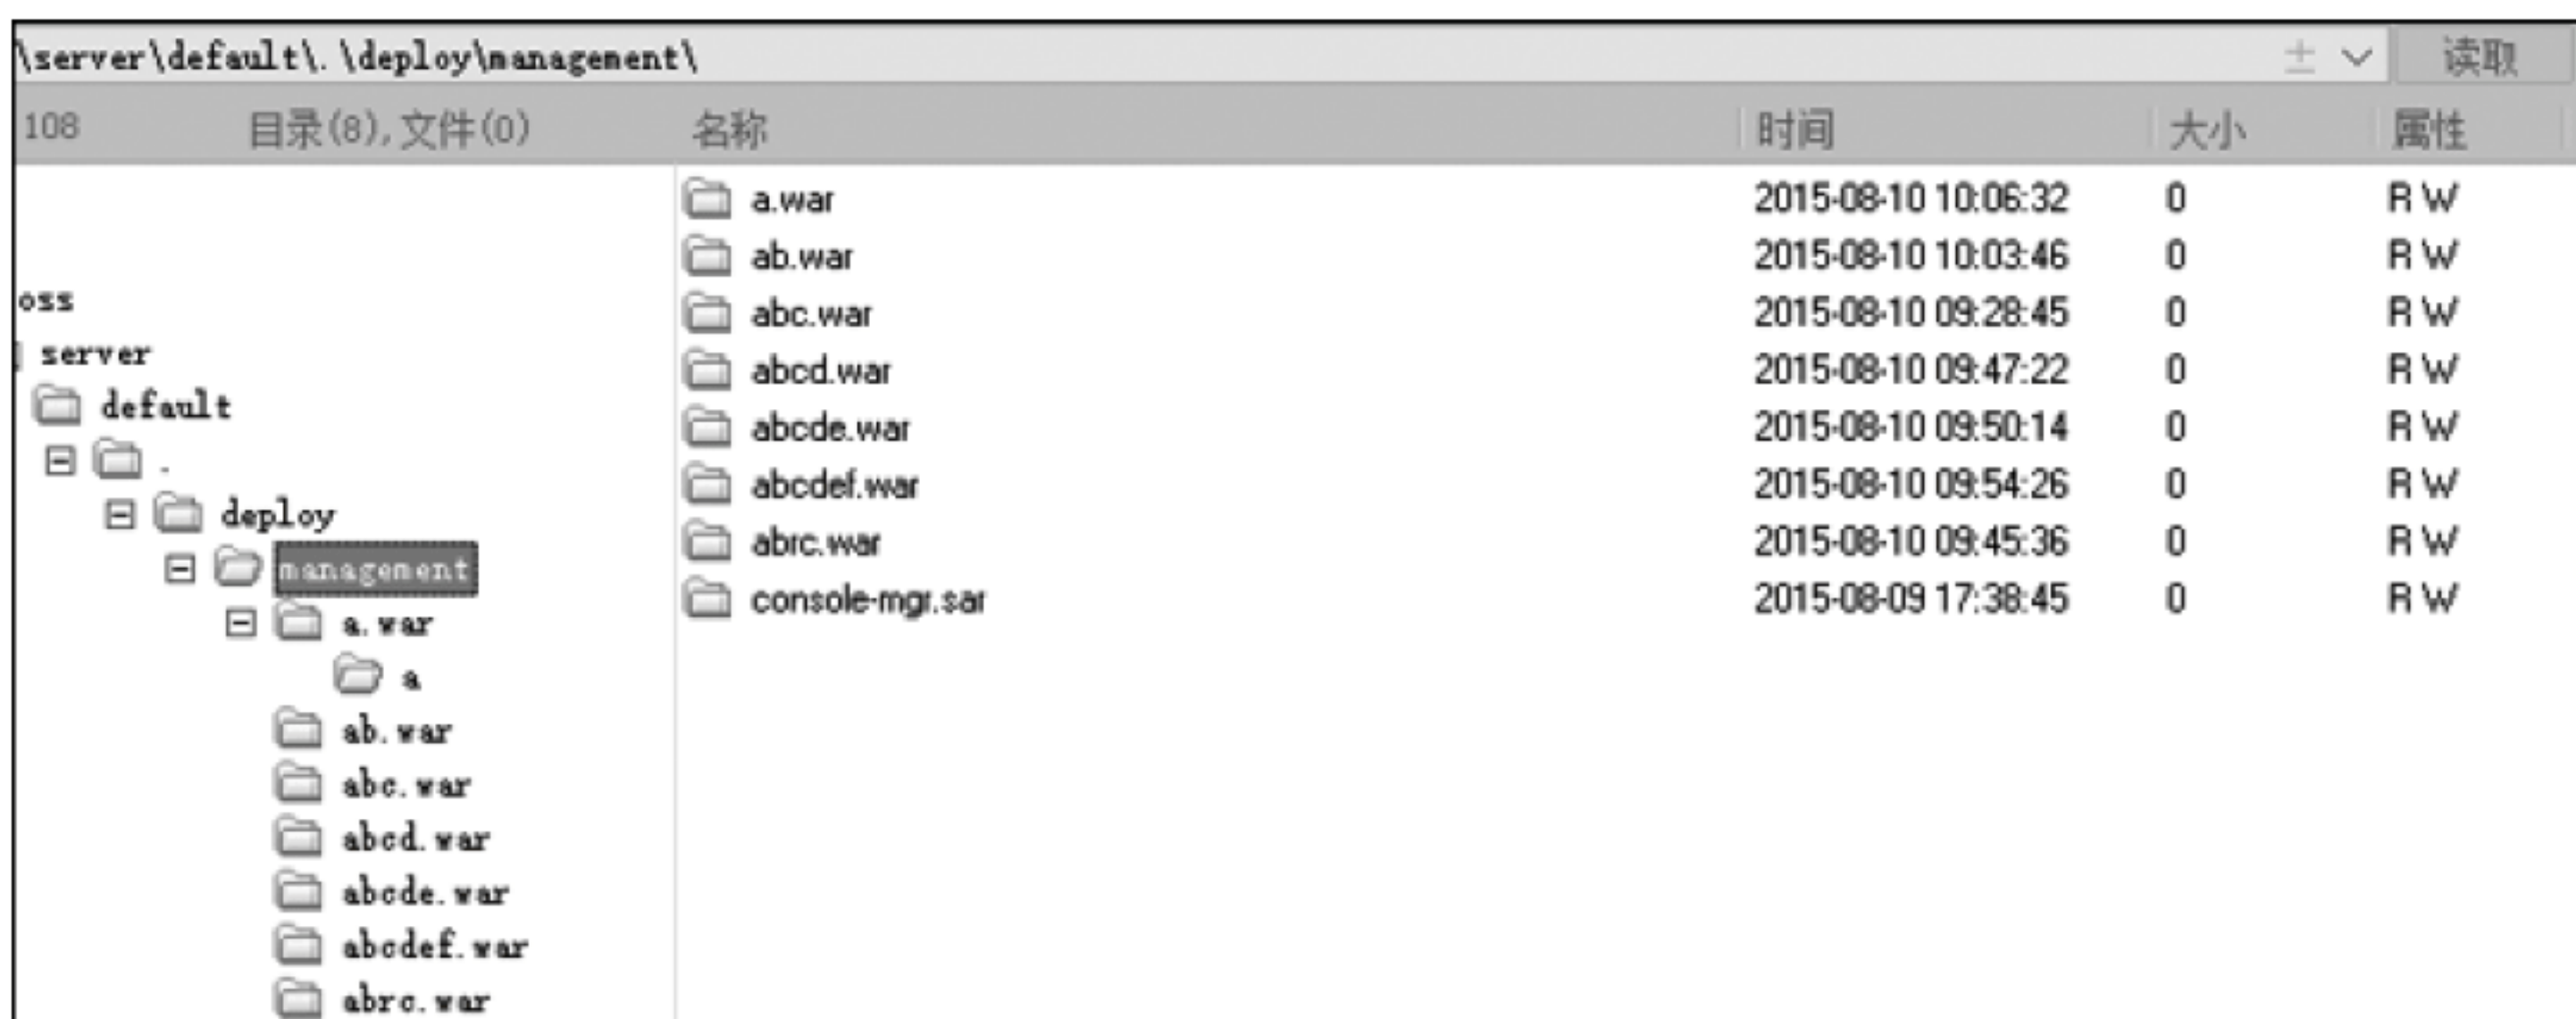 \server\default\.\deploy\management\ 读取
108 目录(8),文件(0) 名称 时间 大小 属性
a.war 2015-08-10 10:06:32 0 R W
ab.war 2015-08-10 10:03:46 0 R W
abc.war 2015-08-10 09:28:45 0 R W
abcd.war 2015-08-10 09:47:22 0 R W
abcde.war 2015-08-10 09:50:14 0 R W
abcdef.war 2015-08-10 09:54:26 0 R W
abrc.war 2015-08-10 09:45:36 0 R W
console-mgr.sar 2015-08-09 17:38:45 0 R W
oss
server
default
.
deploy
management
a.war
a
ab.war
abc.war
abcd.war
abcde.war
abcdef.war
abrc.war